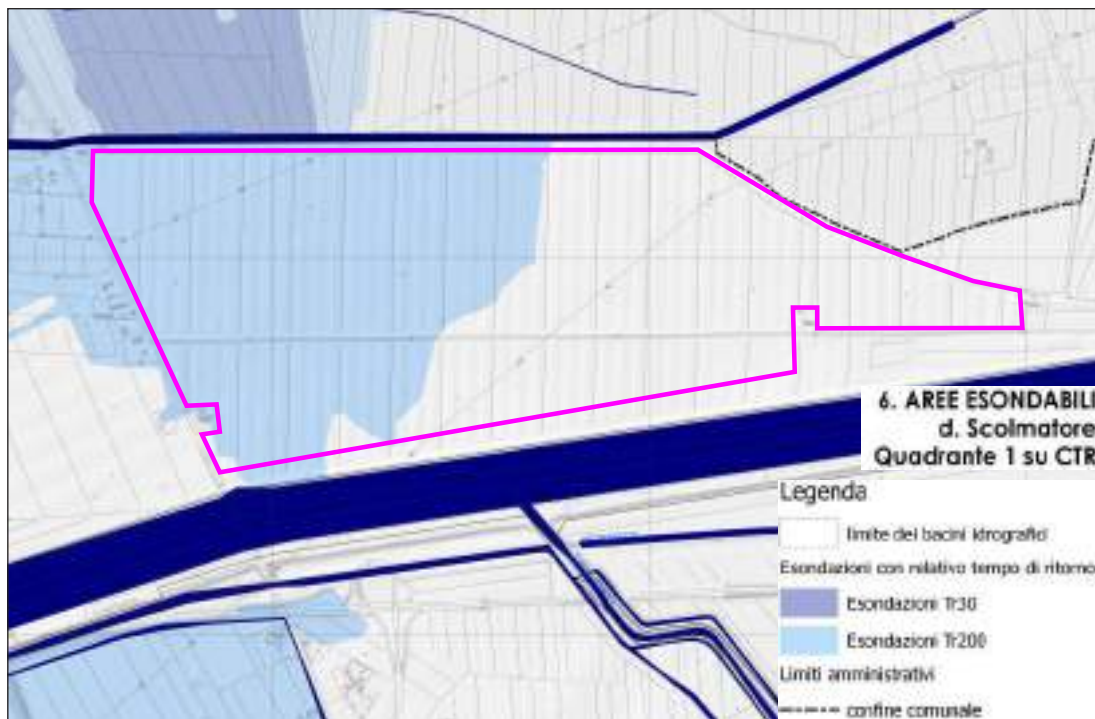 6. AREE ESONDABILI
d. Scolmatore
Quadrante 1 su CTR
Legenda
limite dei bacini idrografici
Esondazioni con relativo tempo di ritorno
Esondazioni Tr30
Esondazioni Tr200
Limiti amministrativi
confine comunale